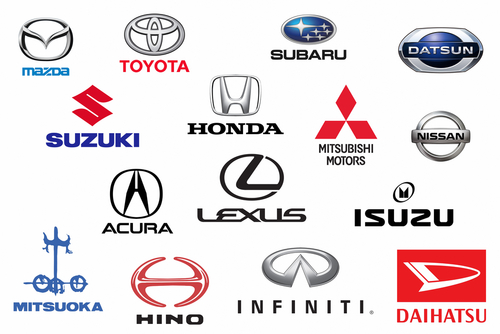 mazda
TOYOTA
SUBARU
DATSUN
SUZUKI
HONDA
MITSUBISHI
MOTORS
NISSAN
ACURA
LEXUS
ISUZU
MITSUOKA
HINO
INFINITI®
DAIHATSU